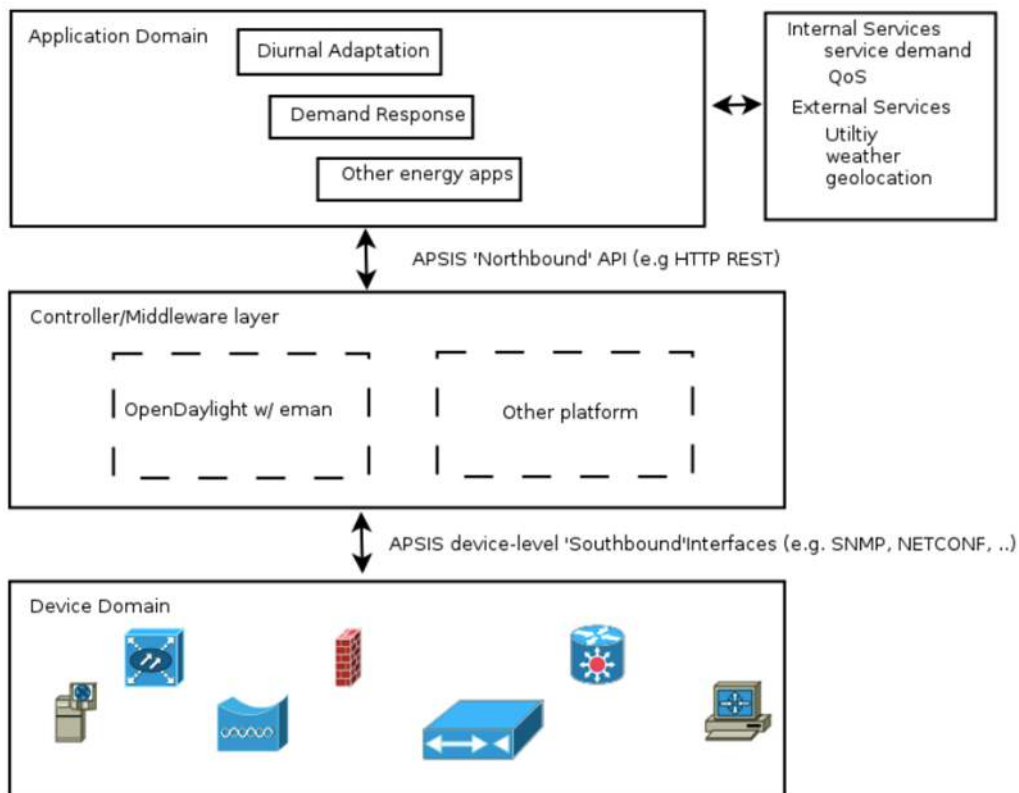 Application Domain
Diurnal Adaptation
Demand Response
Other energy apps
Internal Services
service demand
QoS
External Services
Utiltiy
weather
geolocation
APSIS 'Northbound' API (e.g HTTP REST)
Controller/Middleware layer
OpenDaylight w/ eman
Other platform
APSIS device-level 'Southbound'Interfaces (e.g. SNMP, NETCONF, ..)
Device Domain